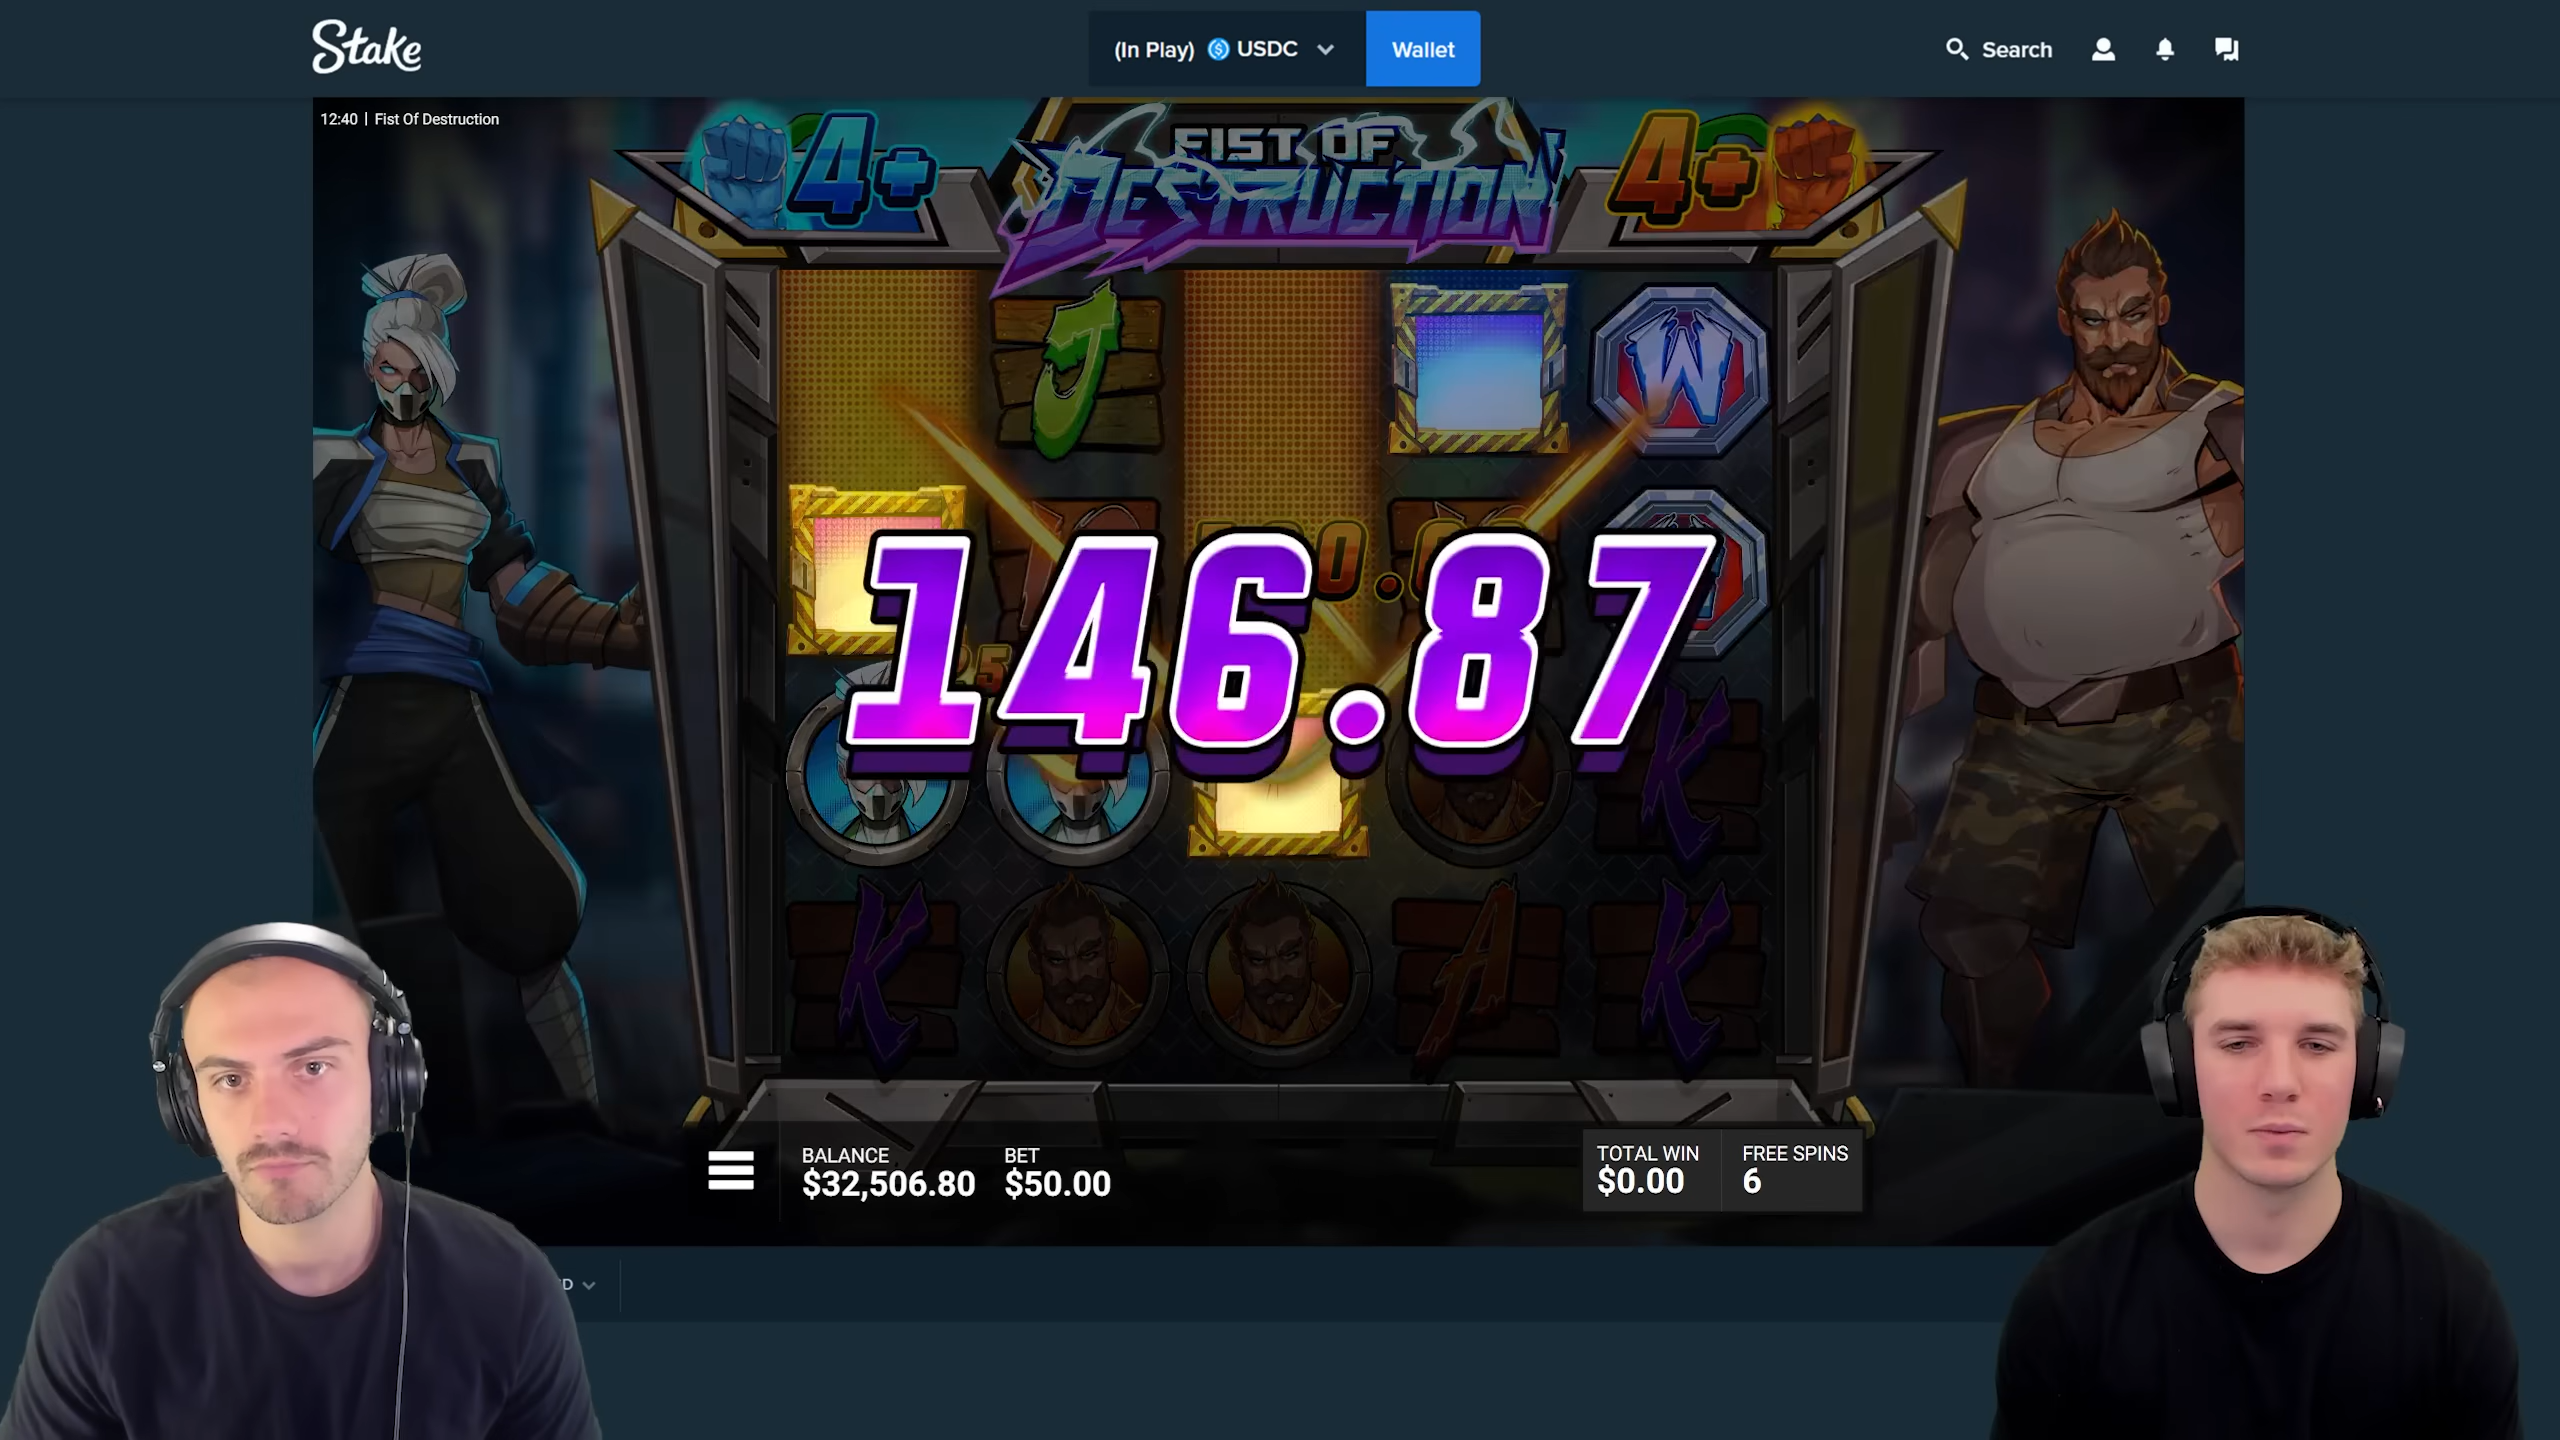 Stake
(In Play) USDC
Wallet
Search
12:40 | Fist Of Destruction
4+
FIST OF
DESTRUCTION
4+
J
W
146.87
K
K
A
K
BALANCE
$32,506.80
BET
$50.00
TOTAL WIN
$0.00
FREE SPINS
6